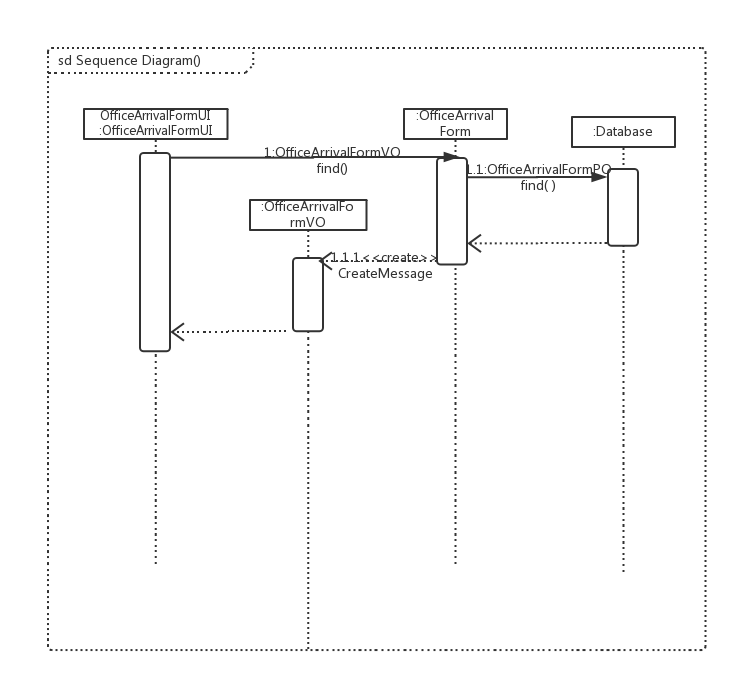 sd Sequence Diagram()
OfficeArrivalFormUI
:OfficeArrivalFormUI
:OfficeArrival
Form
:Database
1:OfficeArrivalFormVO
find()
1.1:OfficeArrivalFormPO
find( )
:OfficeArrivalFo
rmVO
1.1.1<<create>>
CreateMessage